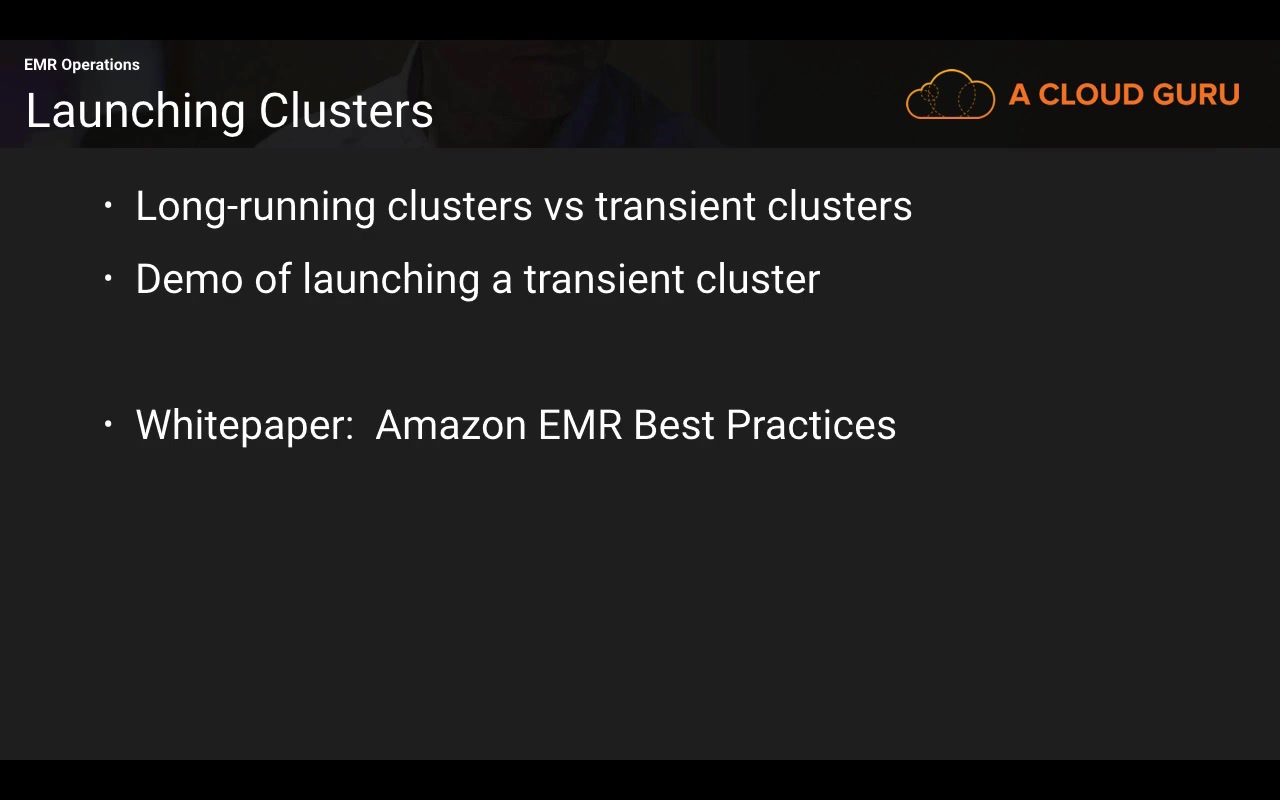 EMR Operations
Launching Clusters
A CLOUD GURU
• Long-running clusters vs transient clusters
• Demo of launching a transient cluster
• Whitepaper:  Amazon EMR Best Practices